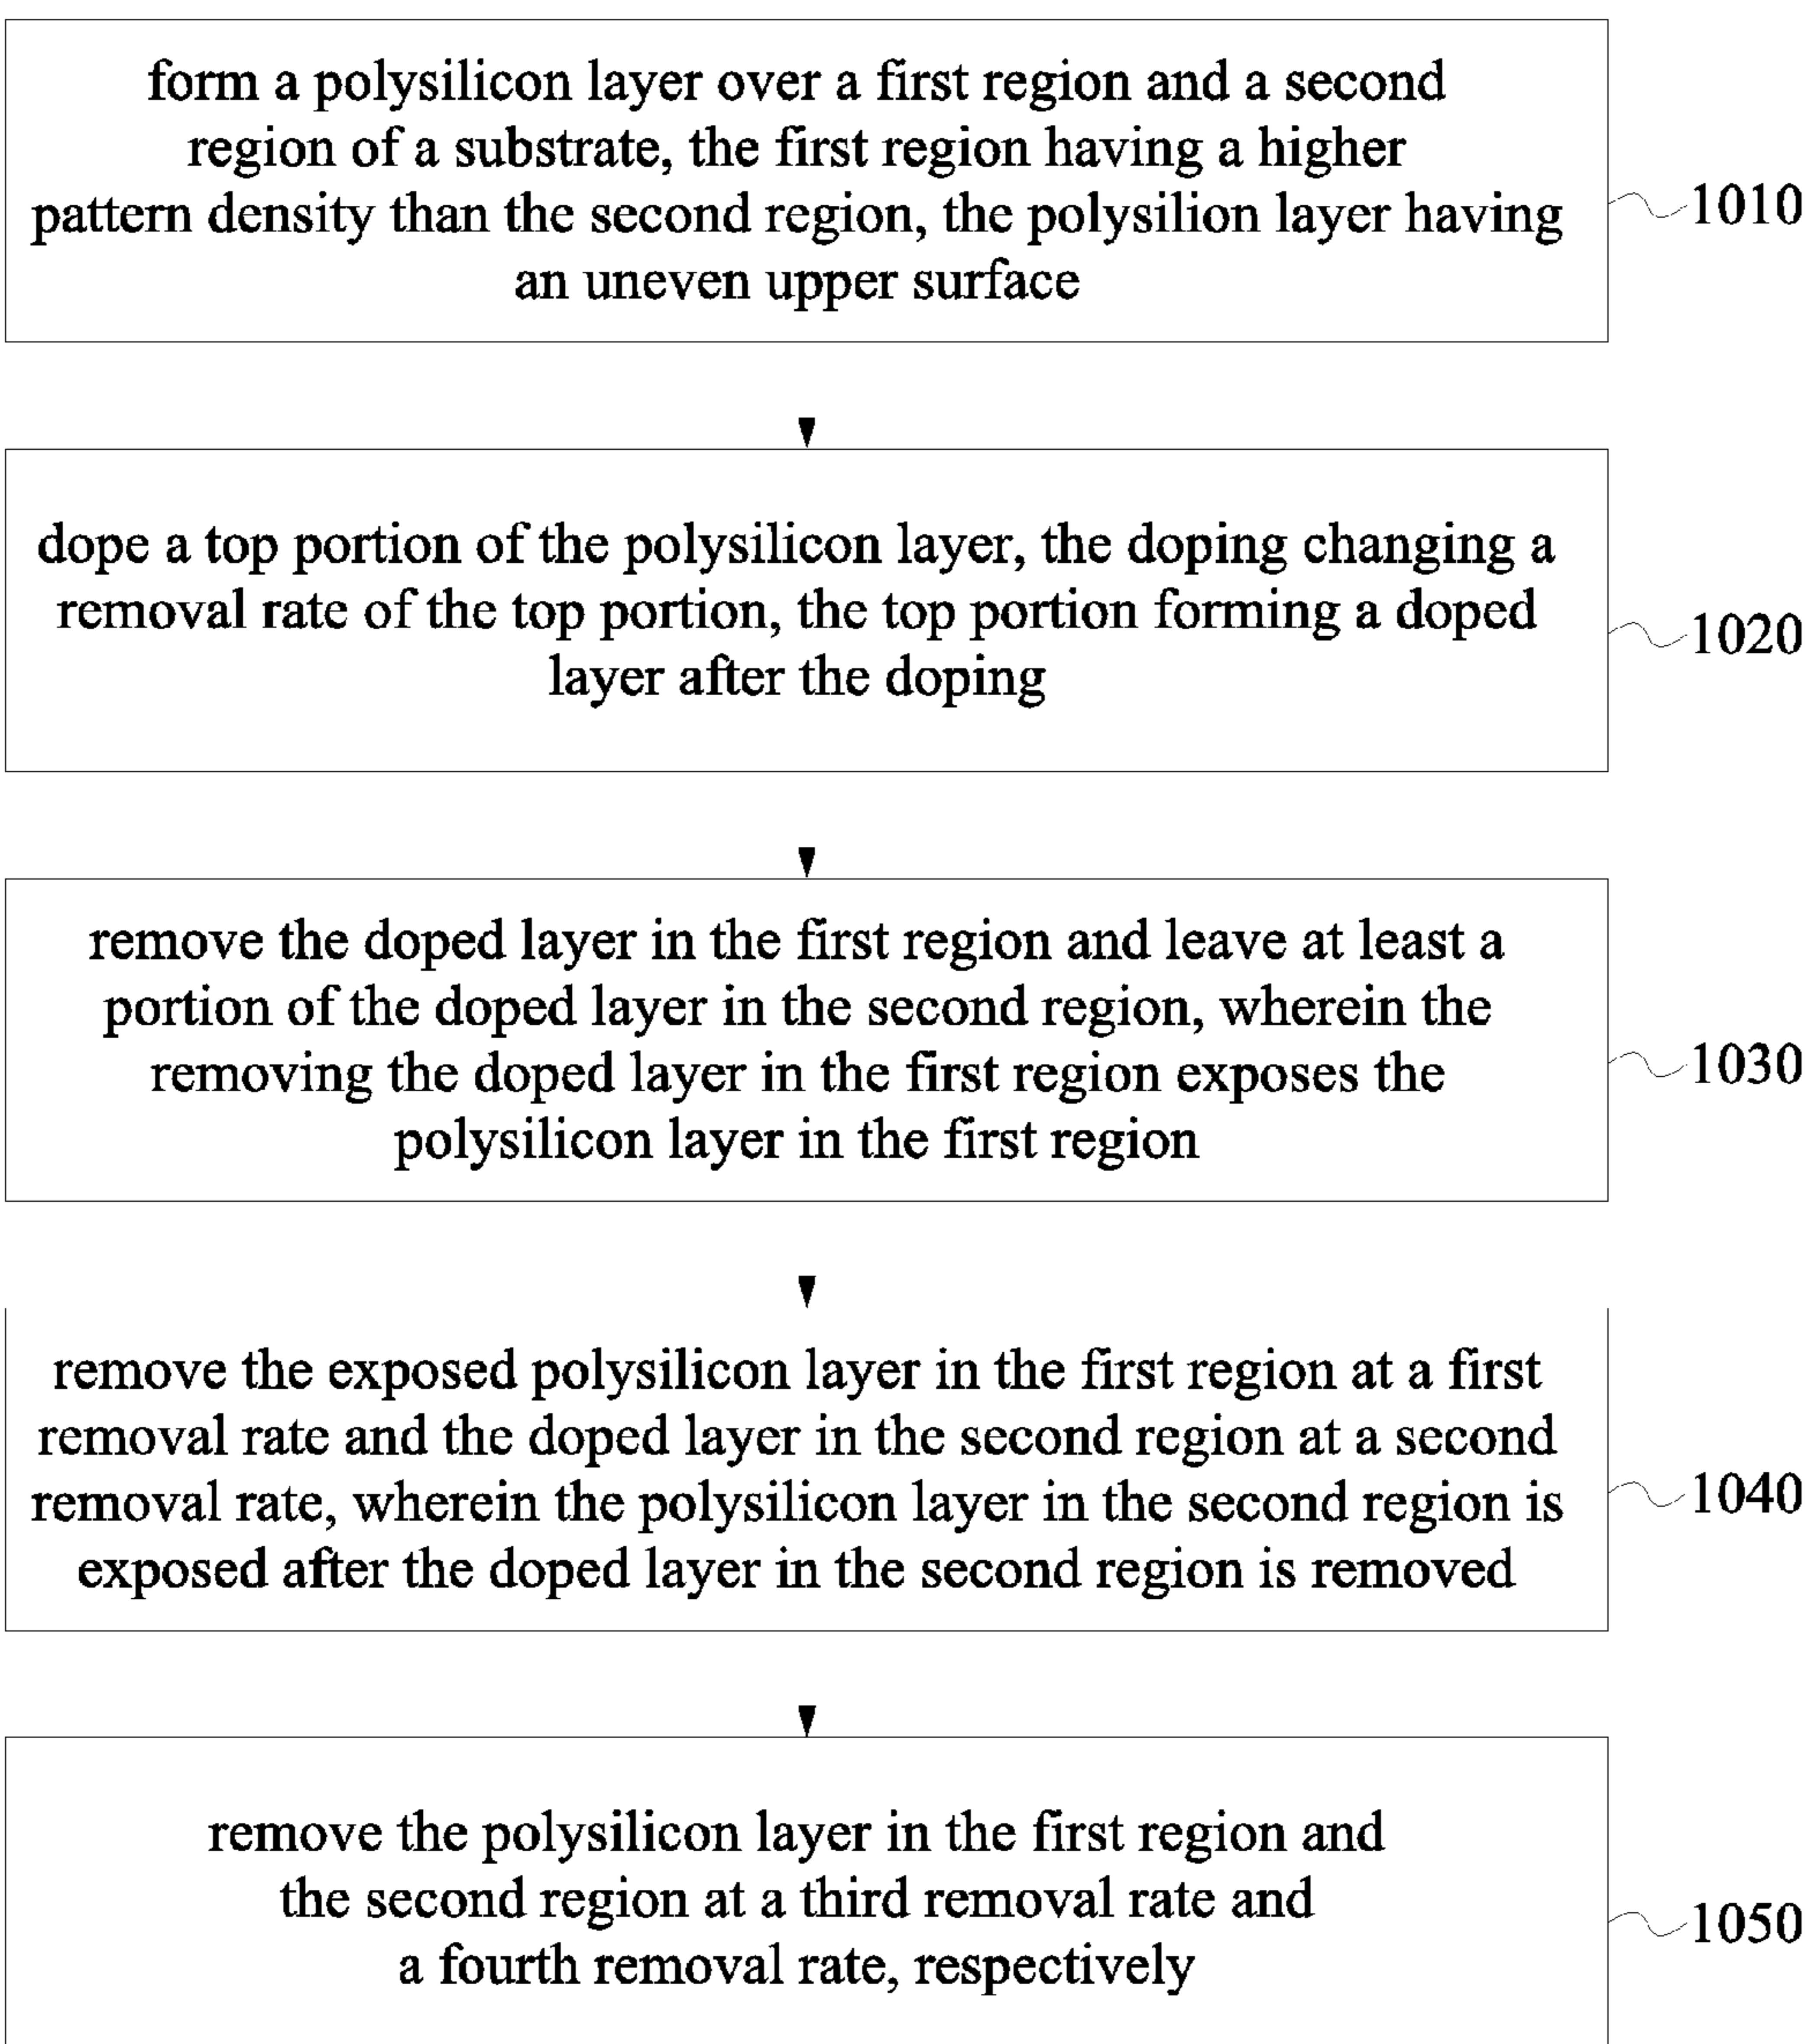 form a polysilicon layer over a first region and a second
region of a substrate, the first region having a higher
pattern density than the second region, the polysilion layer having
an uneven upper surface
1010
dope a top portion of the polysilicon layer, the doping changing a
removal rate of the top portion, the top portion forming a doped
layer after the doping
1020
remove the doped layer in the first region and leave at least a
portion of the doped layer in the second region, wherein the
removing the doped layer in the first region exposes the
polysilicon layer in the first region
1030
remove the exposed polysilicon layer in the first region at a first
removal rate and the doped layer in the second region at a second
removal rate, wherein the polysilicon layer in the second region is
exposed after the doped layer in the second region is removed
1040
remove the polysilicon layer in the first region and
the second region at a third removal rate and
a fourth removal rate, respectively
1050